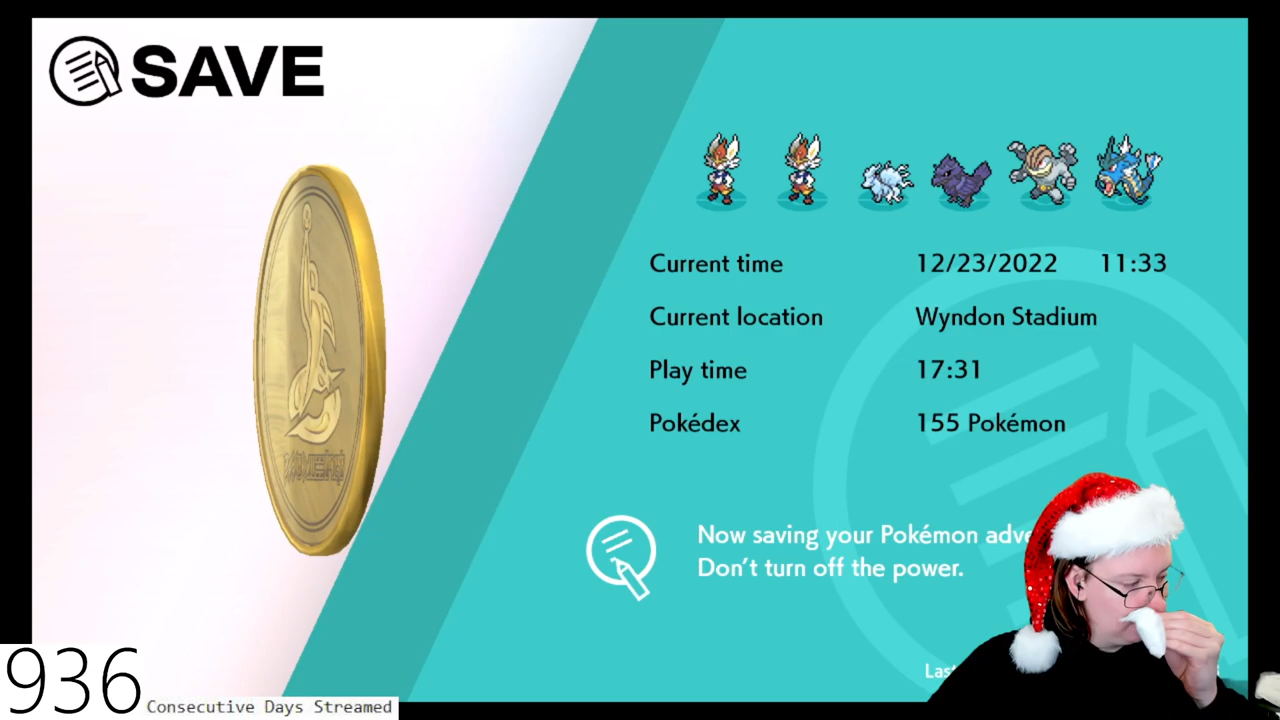 SAVE
Current time 12/23/2022 11:33
Current location Wyndon Stadium
Play time 17:31
Pokédex 155 Pokémon
Now saving your Pokémon adve
Don't turn off the power.
Las
936 Consecutive Days Streamed